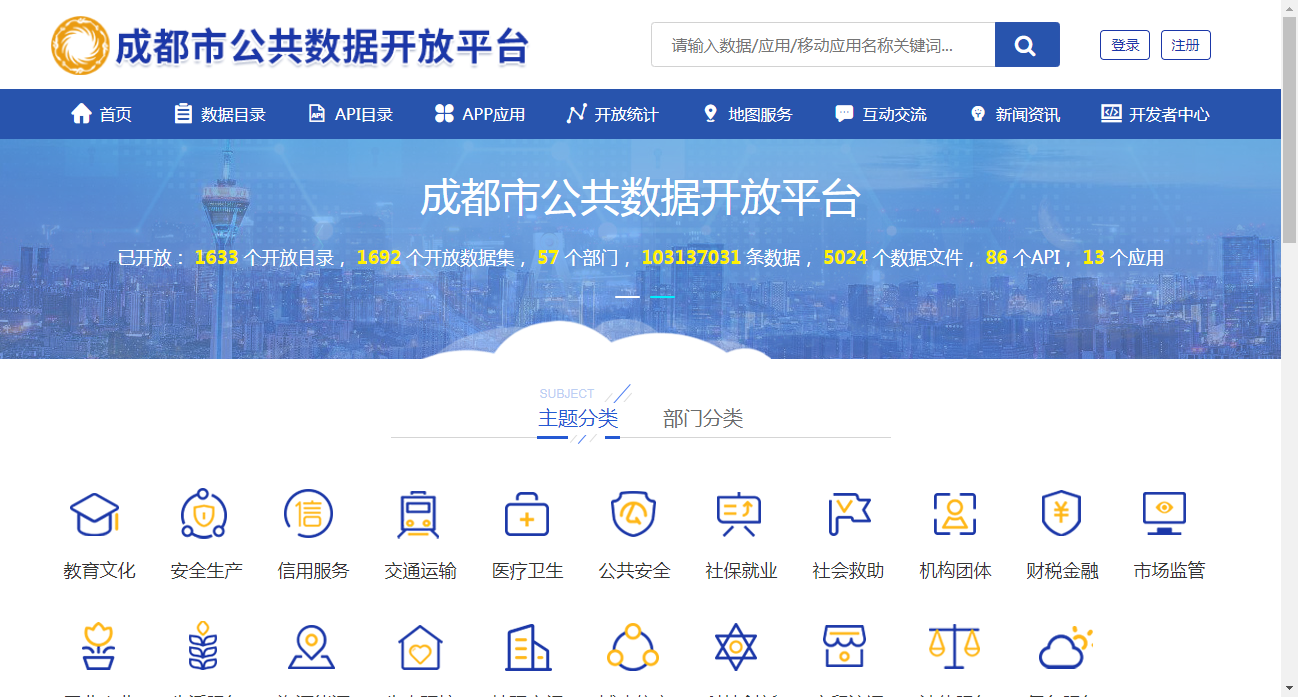 成都市公共数据开放平台
请输入数据/应用/移动应用名称关键词...
登录 注册
首页 数据目录 API目录 APP应用 开放统计 地图服务 互动交流 新闻资讯 开发者中心
成都市公共数据开放平台
已开放： 1633 个开放目录， 1692 个开放数据集， 57 个部门， 103137031 条数据， 5024 个数据文件， 86 个API， 13 个应用
SUBJECT
主题分类 部门分类
教育文化 安全生产 信用服务 交通运输 医疗卫生 公共安全 社保就业 社会救助 机构团体 财税金融 市场监管